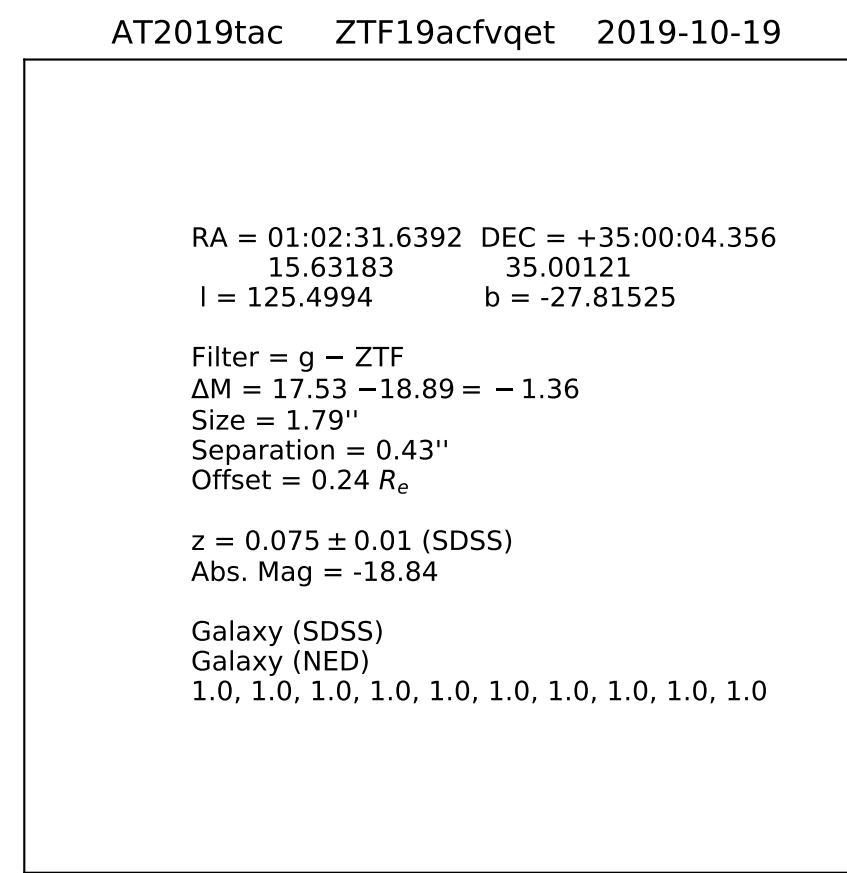 AT2019tac ZTF19acfvqet 2019-10-19
RA = 01:02:31.6392 DEC = +35:00:04.356
15.63183 35.00121
l = 125.4994 b = -27.81525
Filter = g − ZTF
ΔM = 17.53 −18.89 = − 1.36
Size = 1.79''
Separation = 0.43''
Offset = 0.24 Re
z = 0.075 ± 0.01 (SDSS)
Abs. Mag = -18.84
Galaxy (SDSS)
Galaxy (NED)
1.0, 1.0, 1.0, 1.0, 1.0, 1.0, 1.0, 1.0, 1.0, 1.0